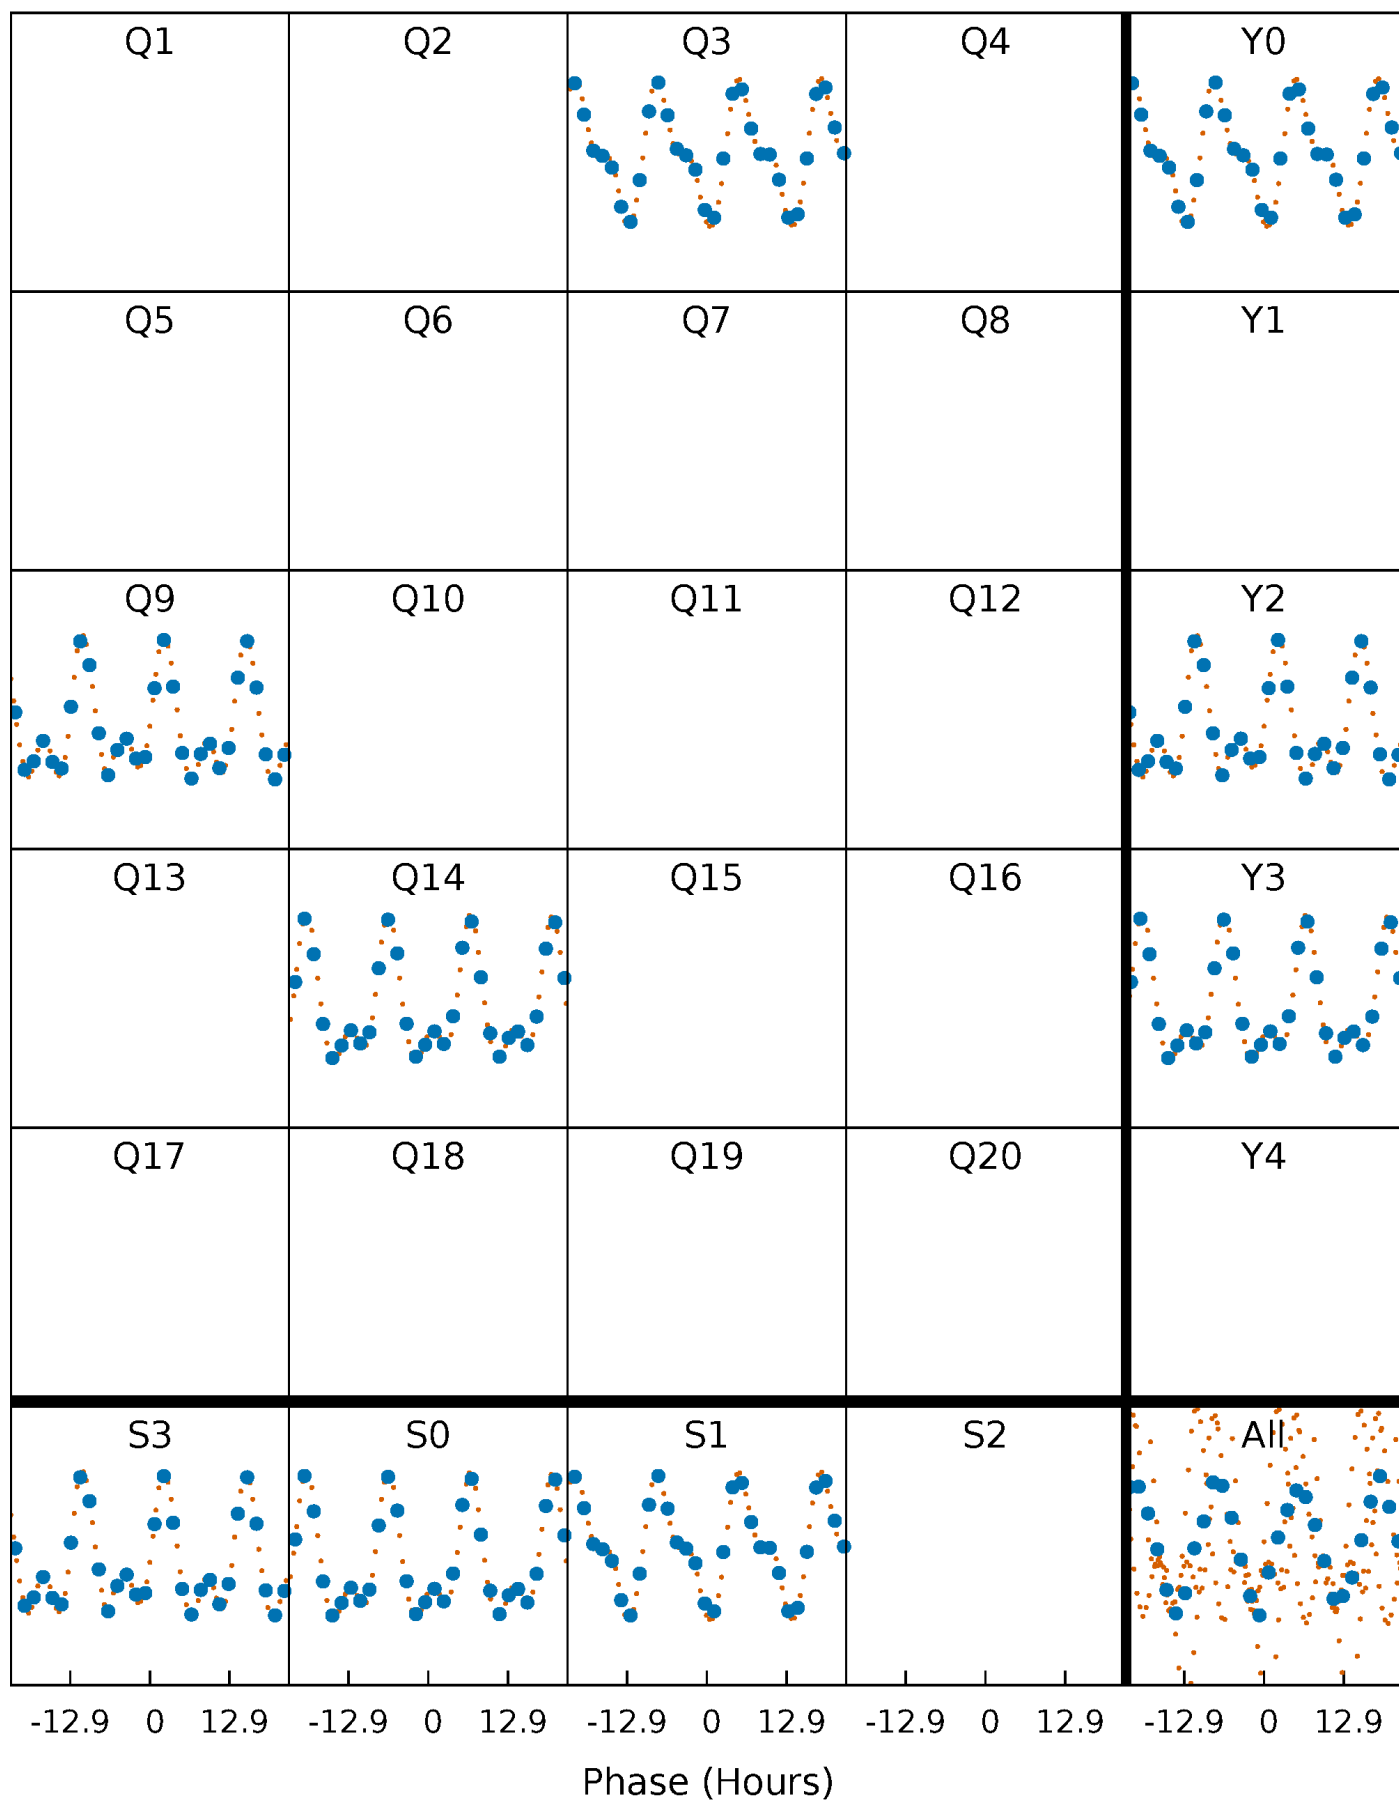 Q1 Q2 Q3 Q4 Y0
Q5 Q6 Q7 Q8 Y1
Q9 Q10 Q11 Q12 Y2
Q13 Q14 Q15 Q16 Y3
Q17 Q18 Q19 Q20 Y4
S3 S0 S1 S2 All
-12.9 0 12.9 -12.9 0 12.9 -12.9 0 12.9 -12.9 0 12.9 -12.9 0 12.9
Phase (Hours)